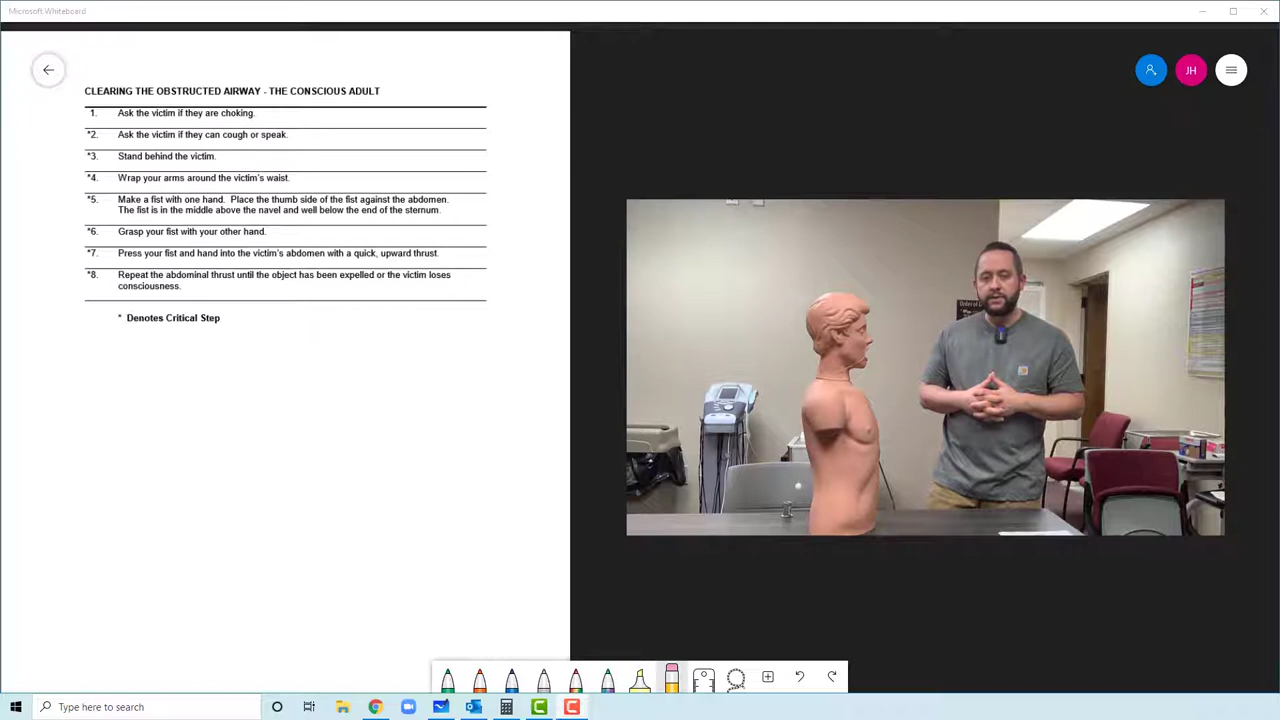 Microsoft Whiteboard
JH
CLEARING THE OBSTRUCTED AIRWAY - THE CONSCIOUS ADULT
1. Ask the victim if they are choking.
*2. Ask the victim if they can cough or speak.
*3. Stand behind the victim.
*4. Wrap your arms around the victim's waist.
*5. Make a fist with one hand. Place the thumb side of the fist against the abdomen.
The fist is in the middle above the navel and well below the end of the sternum.
*6. Grasp your fist with your other hand.
*7. Press your fist and hand into the victim's abdomen with a quick, upward thrust.
*8. Repeat the abdominal thrust until the object has been expelled or the victim loses
consciousness.
* Denotes Critical Step
Type here to search